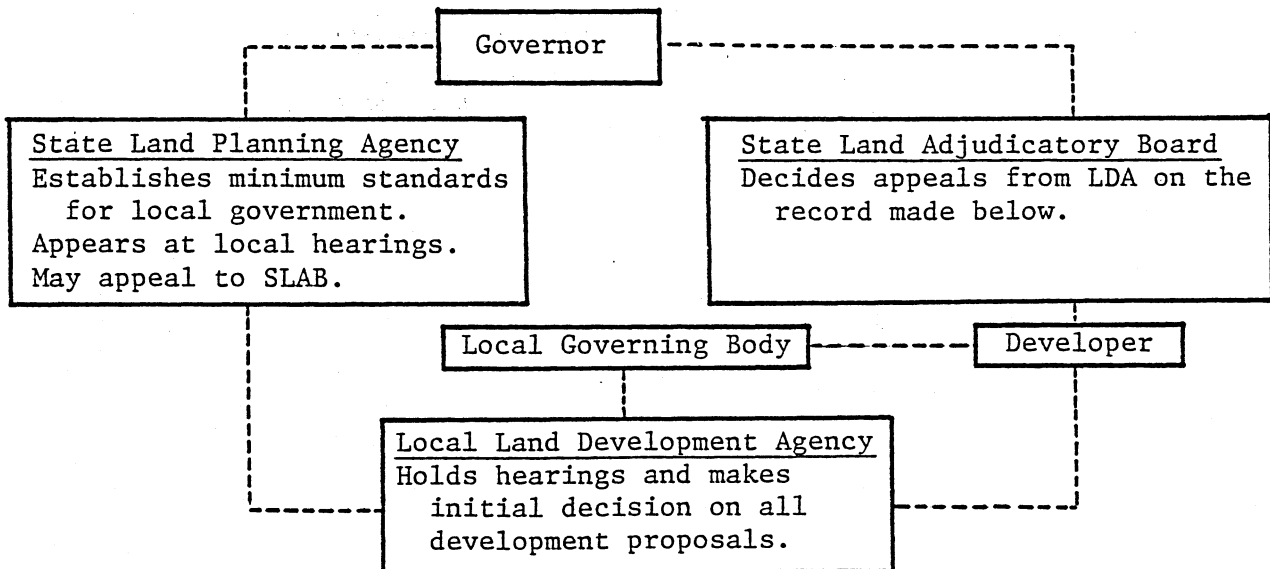 Governor
State Land Planning Agency
Establishes minimum standards
for local government.
Appears at local hearings.
May appeal to SLAB.
State Land Adjudicatory Board
Decides appeals from LDA on the
record made below.
Local Governing Body
Developer
Local Land Development Agency
Holds hearings and makes
initial decision on all
development proposals.